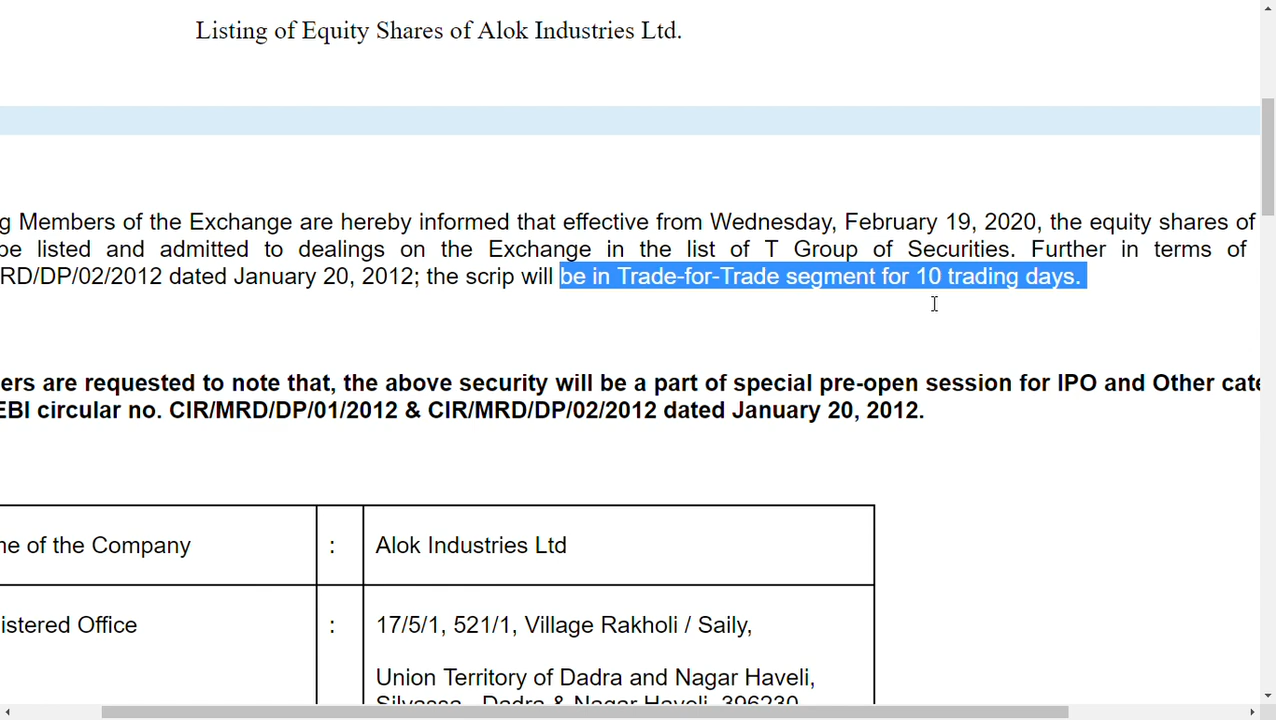 Listing of Equity Shares of Alok Industries Ltd.
g Members of the Exchange are hereby informed that effective from Wednesday, February 19, 2020, the equity shares of
be listed and admitted to dealings on the Exchange in the list of T Group of Securities. Further in terms of
RD/DP/02/2012 dated January 20, 2012; the scrip will be in Trade-for-Trade segment for 10 trading days.
ers are requested to note that, the above security will be a part of special pre-open session for IPO and Other cate
EBI circular no. CIR/MRD/DP/01/2012 & CIR/MRD/DP/02/2012 dated January 20, 2012.
me of the Company : Alok Industries Ltd
istered Office : 17/5/1, 521/1, Village Rakholi / Saily,
Union Territory of Dadra and Nagar Haveli,
Silvassa - Dadra & Nagar Haveli, 396230